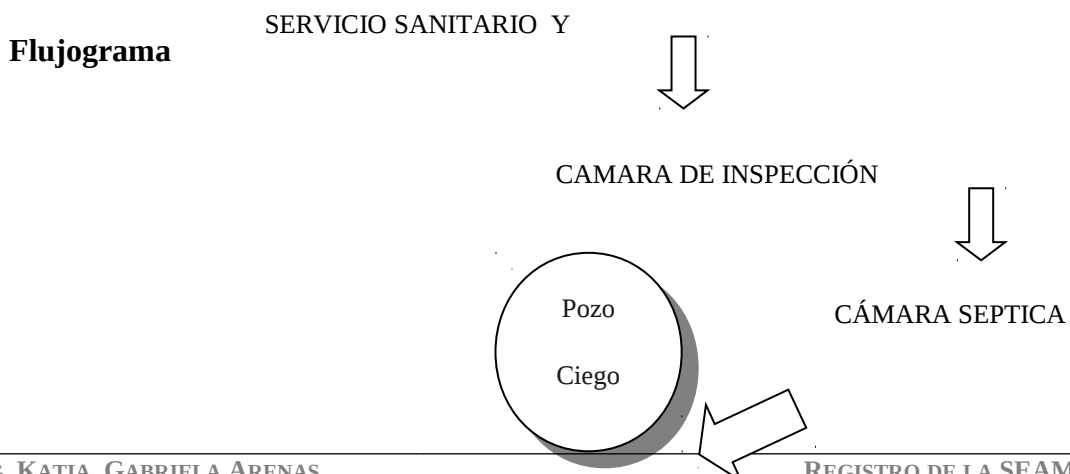 SERVICIO SANITARIO Y
Flujograma
CAMARA DE INSPECCIÓN
Pozo
Ciego
CÁMARA SEPTICA
KATIA GABRIELA ARENAS
REGISTRO DE LA SEAM